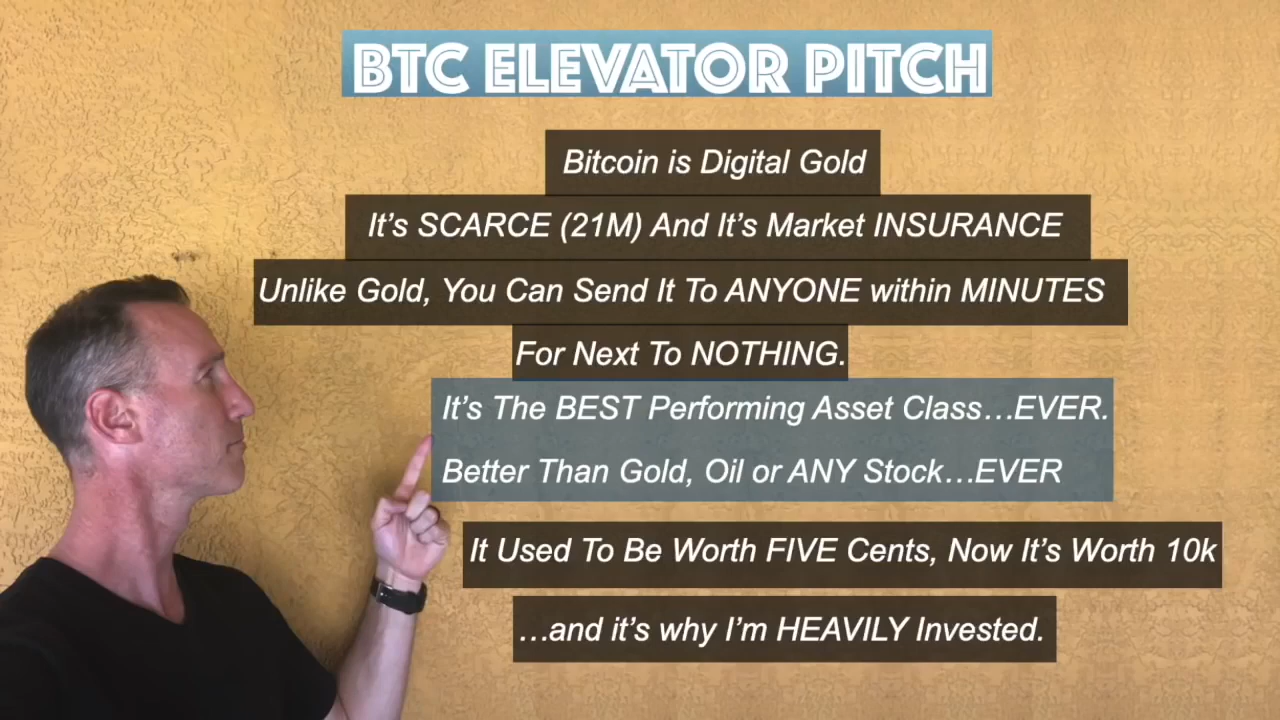 BTC ELEVATOR PITCH
Bitcoin is Digital Gold
It's SCARCE (21M) And It's Market INSURANCE
Unlike Gold, You Can Send It To ANYONE within MINUTES
For Next To NOTHING.
It's The BEST Performing Asset Class...EVER.
Better Than Gold, Oil or ANY Stock...EVER
It Used To Be Worth FIVE Cents, Now It's Worth 10k
...and it's why I'm HEAVILY Invested.